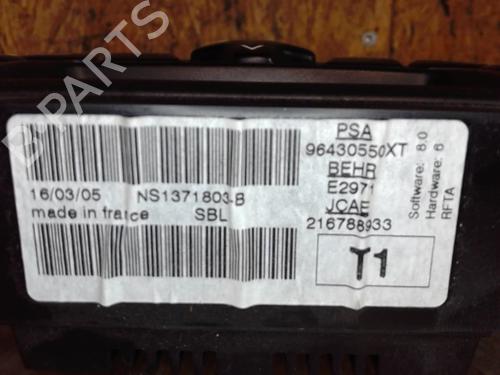 B-PARTS
16/03/05 NS1371803-B
made in france SBL
PSA
96430550XT
BEHR
E2971
JCAE
216788933
T1
Software: 8.0
Hardware: 6
RFTA